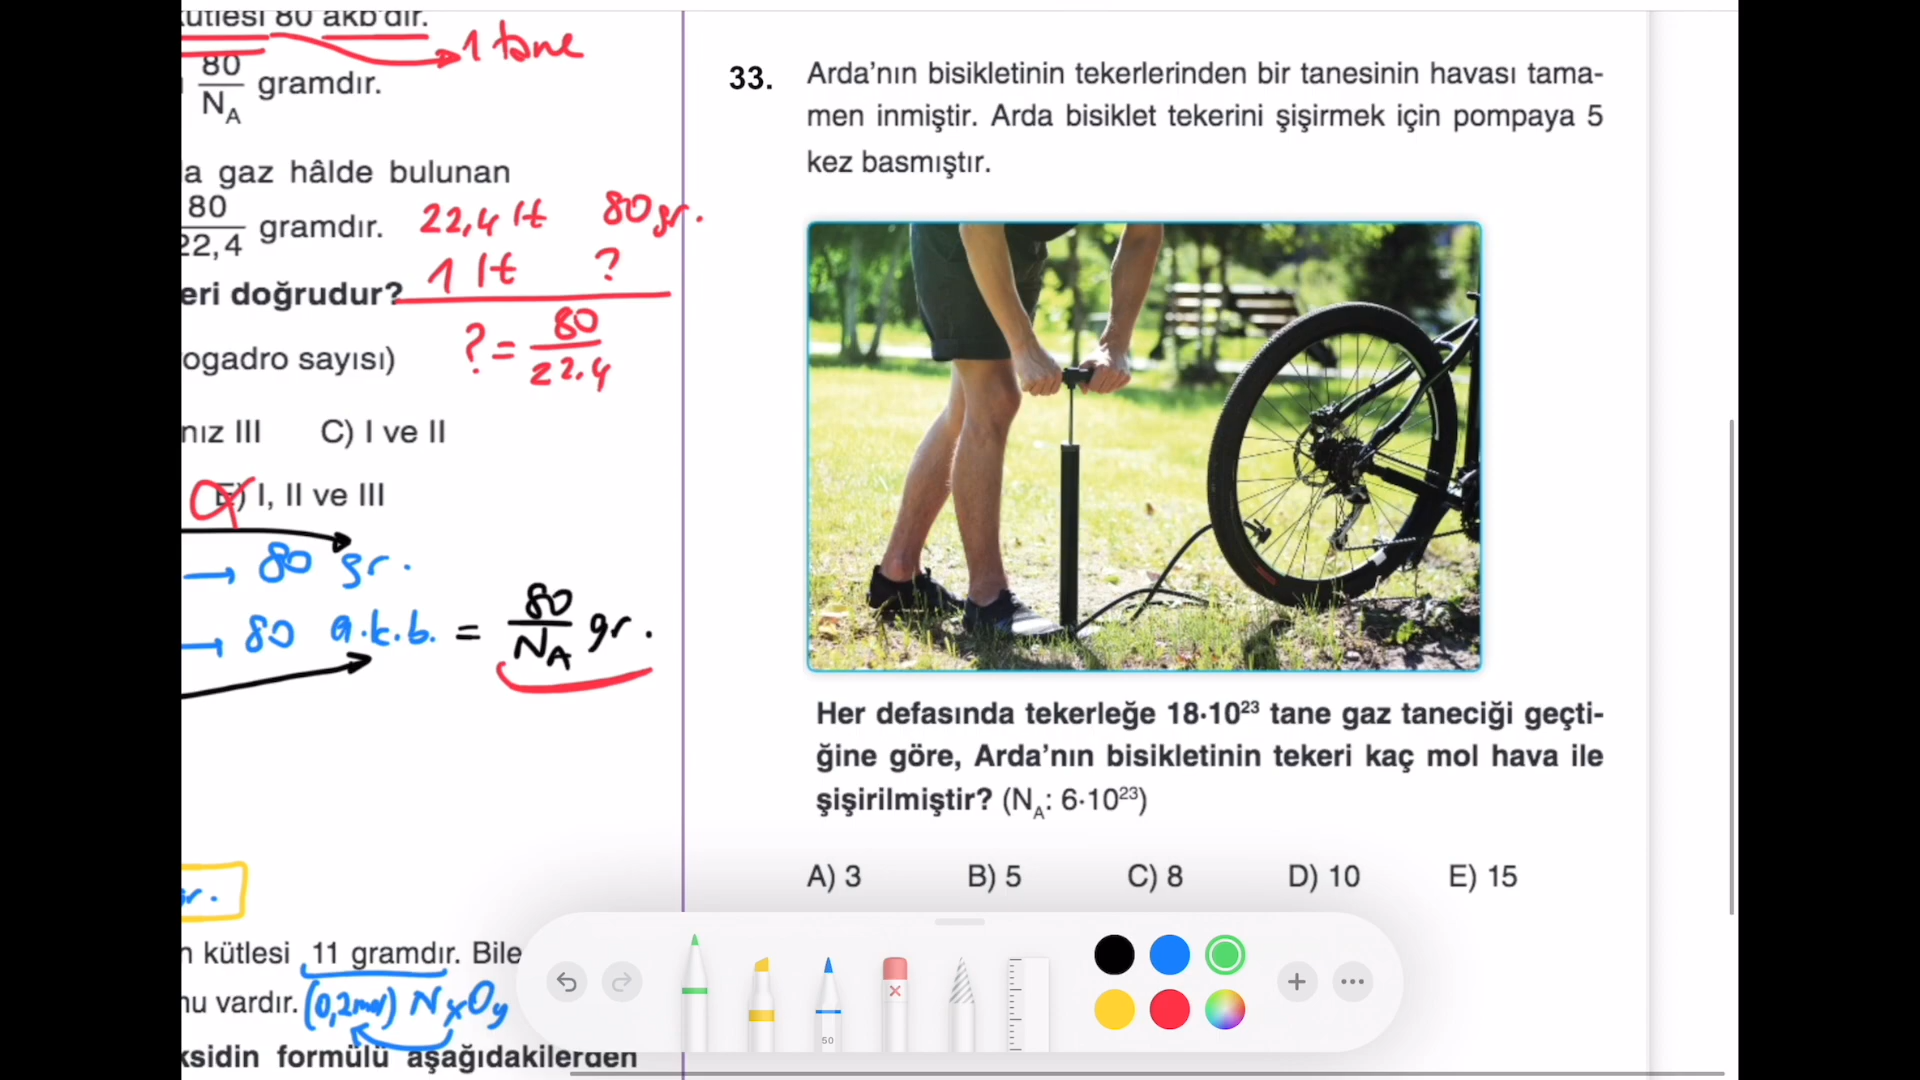 kütlesi 80 akb'dir.
1 tane
80
N_A gramdır.
a gaz hâlde bulunan
80
22,4 gramdır.
22,4 lt 80 gr.
1 lt ?
eri doğrudur?
? = 80
22.4
ogadro sayısı)
nız III C) I ve II
E) I, II ve III
→ 80 gr.
→ 80 a.k.b. = 80
N_A gr.
gr.
n kütlesi 11 gramdır. Bile
nu vardır. (0,2mol) NxOy
ksidin formülü aşağıdakilerden
33. Arda'nın bisikletinin tekerlerinden bir tanesinin havası tama-
men inmiştir. Arda bisiklet tekerini şişirmek için pompaya 5
kez basmıştır.
Her defasında tekerleğe 18·10²³ tane gaz taneciği geçti-
ğine göre, Arda'nın bisikletinin tekeri kaç mol hava ile
şişirilmiştir? (N_A: 6·10²³)
A) 3 B) 5 C) 8 D) 10 E) 15
50